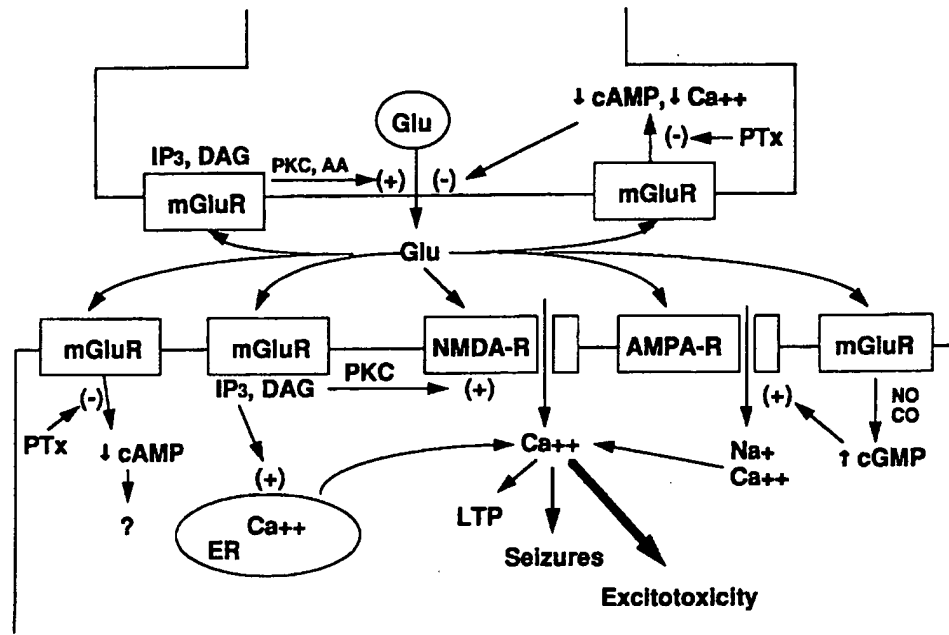 ↓ cAMP, ↓ Ca++
Glu
(-)
PTx
IP3, DAG
PKC, AA
(+)
(-)
mGluR
mGluR
Glu
mGluR
mGluR
NMDA-R
AMPA-R
mGluR
IP3, DAG
PKC
(+)
(-)
(+)
NO
CO
PTx
↓ cAMP
Ca++
Na+
Ca++
↑ cGMP
(+)
?
Ca++
ER
LTP
Seizures
Excitotoxicity